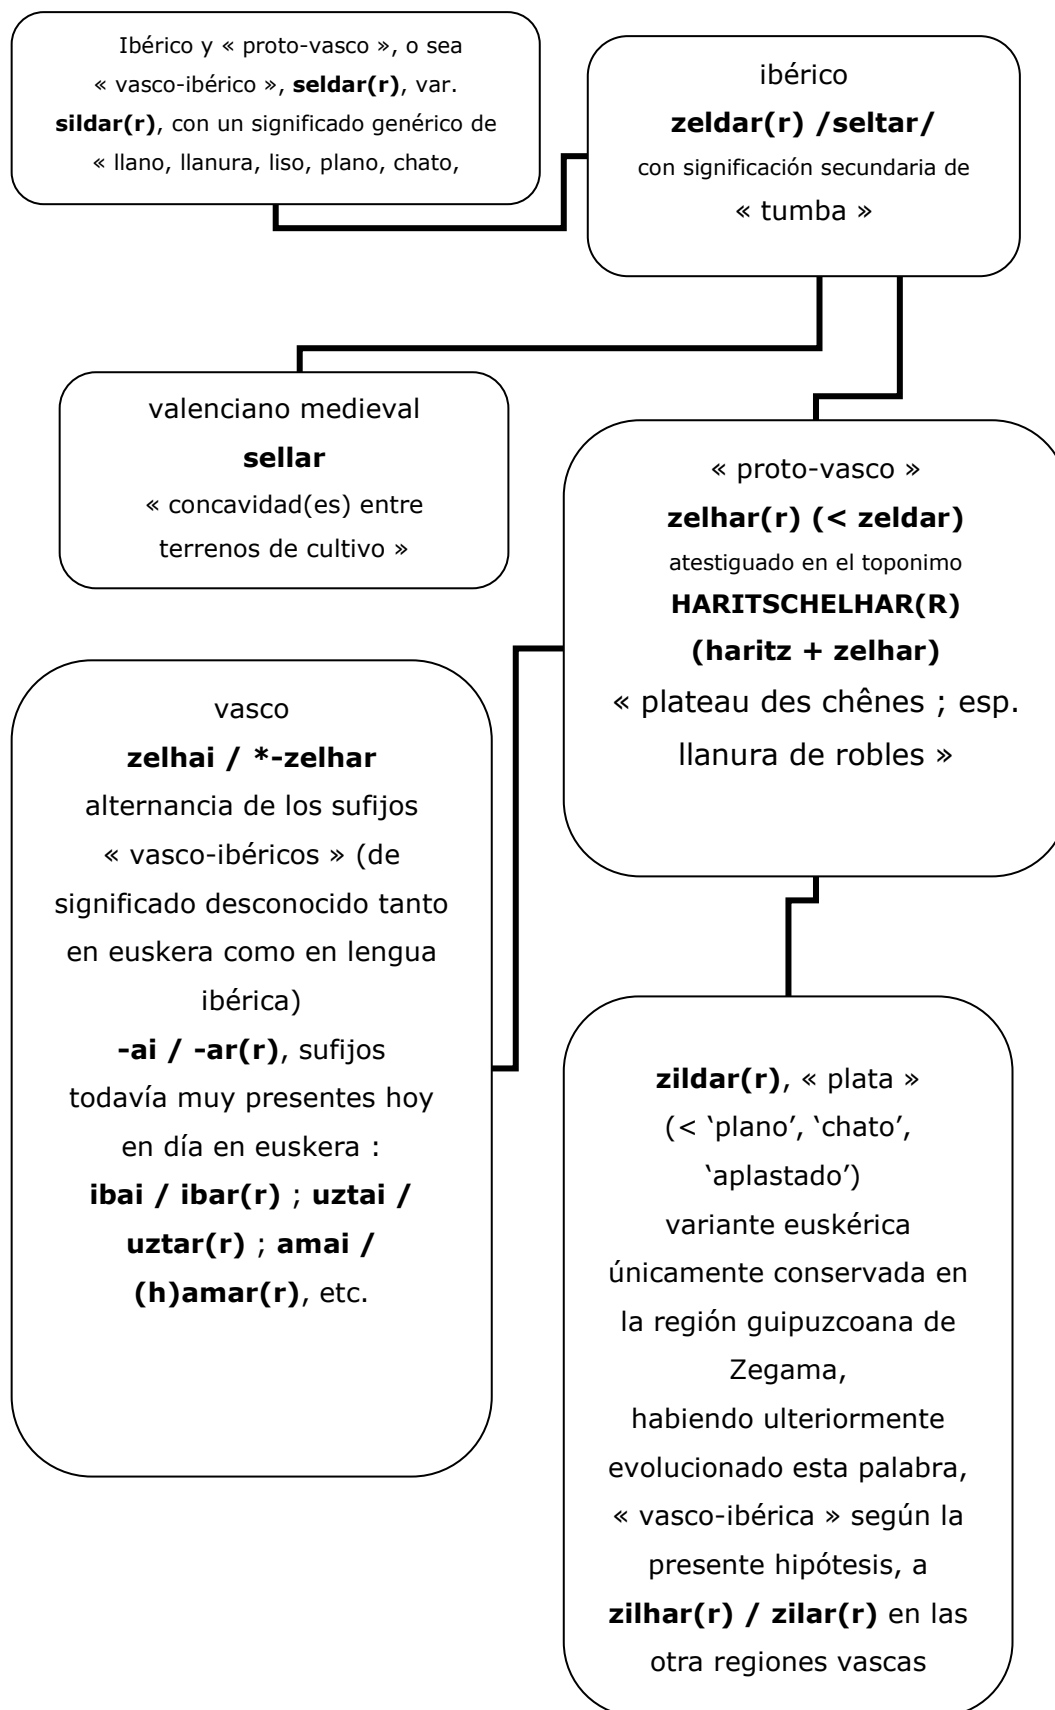 Ibérico y « proto-vasco », o sea
« vasco-ibérico », seldar(r), var.
sildar(r), con un significado genérico de
« llano, llanura, liso, plano, chato,
ibérico
zeldar(r) /seltar/
con significación secundaria de
« tumba »
valenciano medieval
sellar
« concavidad(es) entre
terrenos de cultivo »
« proto-vasco »
zelhar(r) (< zeldar)
atestiguado en el toponimo
HARITSCHELHAR(R)
(haritz + zelhar)
« plateau des chênes ; esp.
llanura de robles »
vasco
zelhai / *-zelhar
alternancia de los sufijos
« vasco-ibéricos » (de
significado desconocido tanto
en euskera como en lengua
ibérica)
-ai / -ar(r), sufijos
todavía muy presentes hoy
en día en euskera :
ibai / ibar(r) ; uztai /
uztar(r) ; amai /
(h)amar(r), etc.
zildar(r), « plata »
(< ‘plano’, ‘chato’,
‘aplastado’)
variante euskérica
únicamente conservada en
la región guipuzcoana de
Zegama,
habiendo ulteriormente
evolucionado esta palabra,
« vasco-ibérica » según la
presente hipótesis, a
zilhar(r) / zilar(r) en las
otra regiones vascas